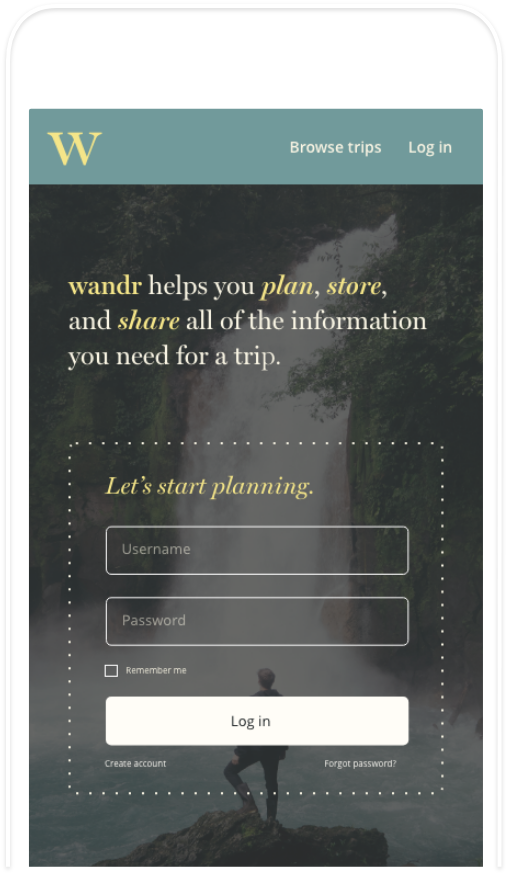 W
Browse trips Log in
wandr helps you plan, store,
and share all of the information
you need for a trip.
Let’s start planning.
Username
Password
Remember me
Log in
Create account Forgot password?